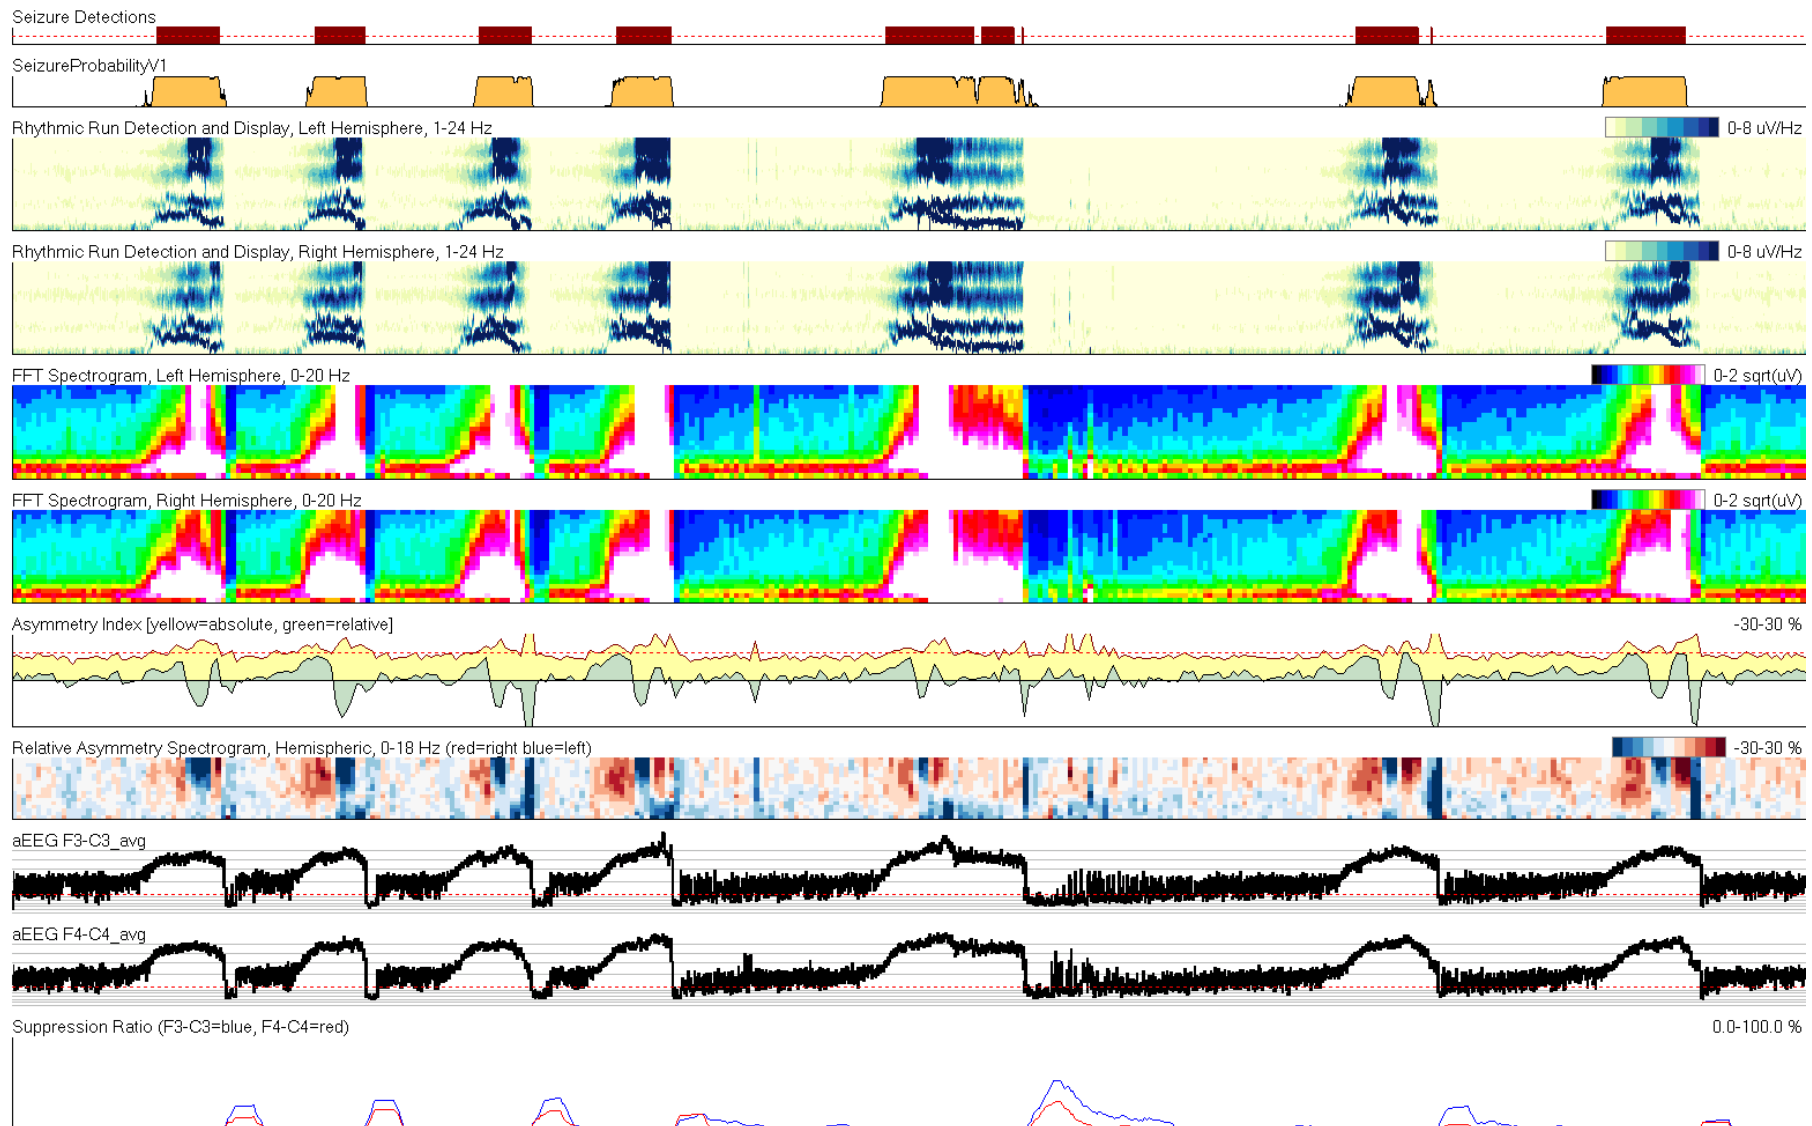 Seizure Detections
SeizureProbabilityV1
Rhythmic Run Detection and Display, Left Hemisphere, 1-24 Hz
0-8 uV/Hz
Rhythmic Run Detection and Display, Right Hemisphere, 1-24 Hz
0-8 uV/Hz
FFT Spectrogram, Left Hemisphere, 0-20 Hz
0-2 sqrt(uV)
FFT Spectrogram, Right Hemisphere, 0-20 Hz
0-2 sqrt(uV)
Asymmetry Index [yellow=absolute, green=relative]
-30-30 %
Relative Asymmetry Spectrogram, Hemispheric, 0-18 Hz (red=right blue=left)
-30-30 %
aEEG F3-C3_avg
aEEG F4-C4_avg
Suppression Ratio (F3-C3=blue, F4-C4=red)
0.0-100.0 %